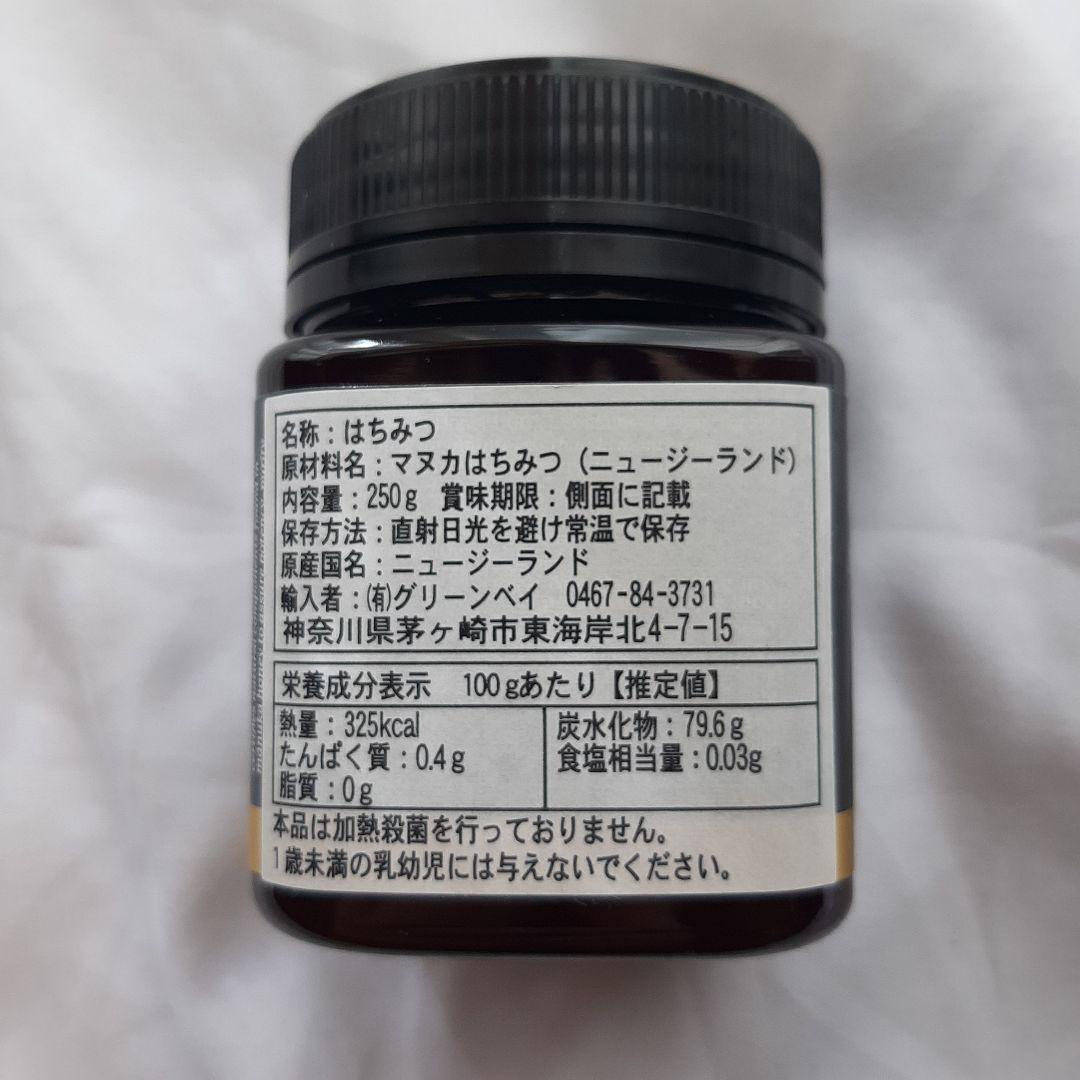 名称：はちみつ
原材料名：マヌカはちみつ（ニュージーランド）
内容量：250g　賞味期限：側面に記載
保存方法：直射日光を避け常温で保存
原産国名：ニュージーランド
輸入者：㈲グリーンベイ　0467-84-3731
神奈川県茅ヶ崎市東海岸北4-7-15
栄養成分表示　100gあたり【推定値】
熱量：325kcal
たんぱく質：0.4g
脂質：0g
炭水化物：79.6g
食塩相当量：0.03g
本品は加熱殺菌を行っておりません。
1歳未満の乳幼児には与えないでください。